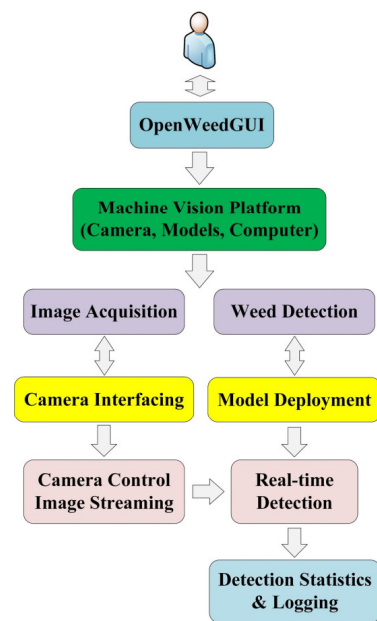 OpenWeedGUI
Machine Vision Platform
(Camera, Models, Computer)
Image Acquisition
Weed Detection
Camera Interfacing
Model Deployment
Camera Control
Image Streaming
Real-time
Detection
Detection Statistics
& Logging